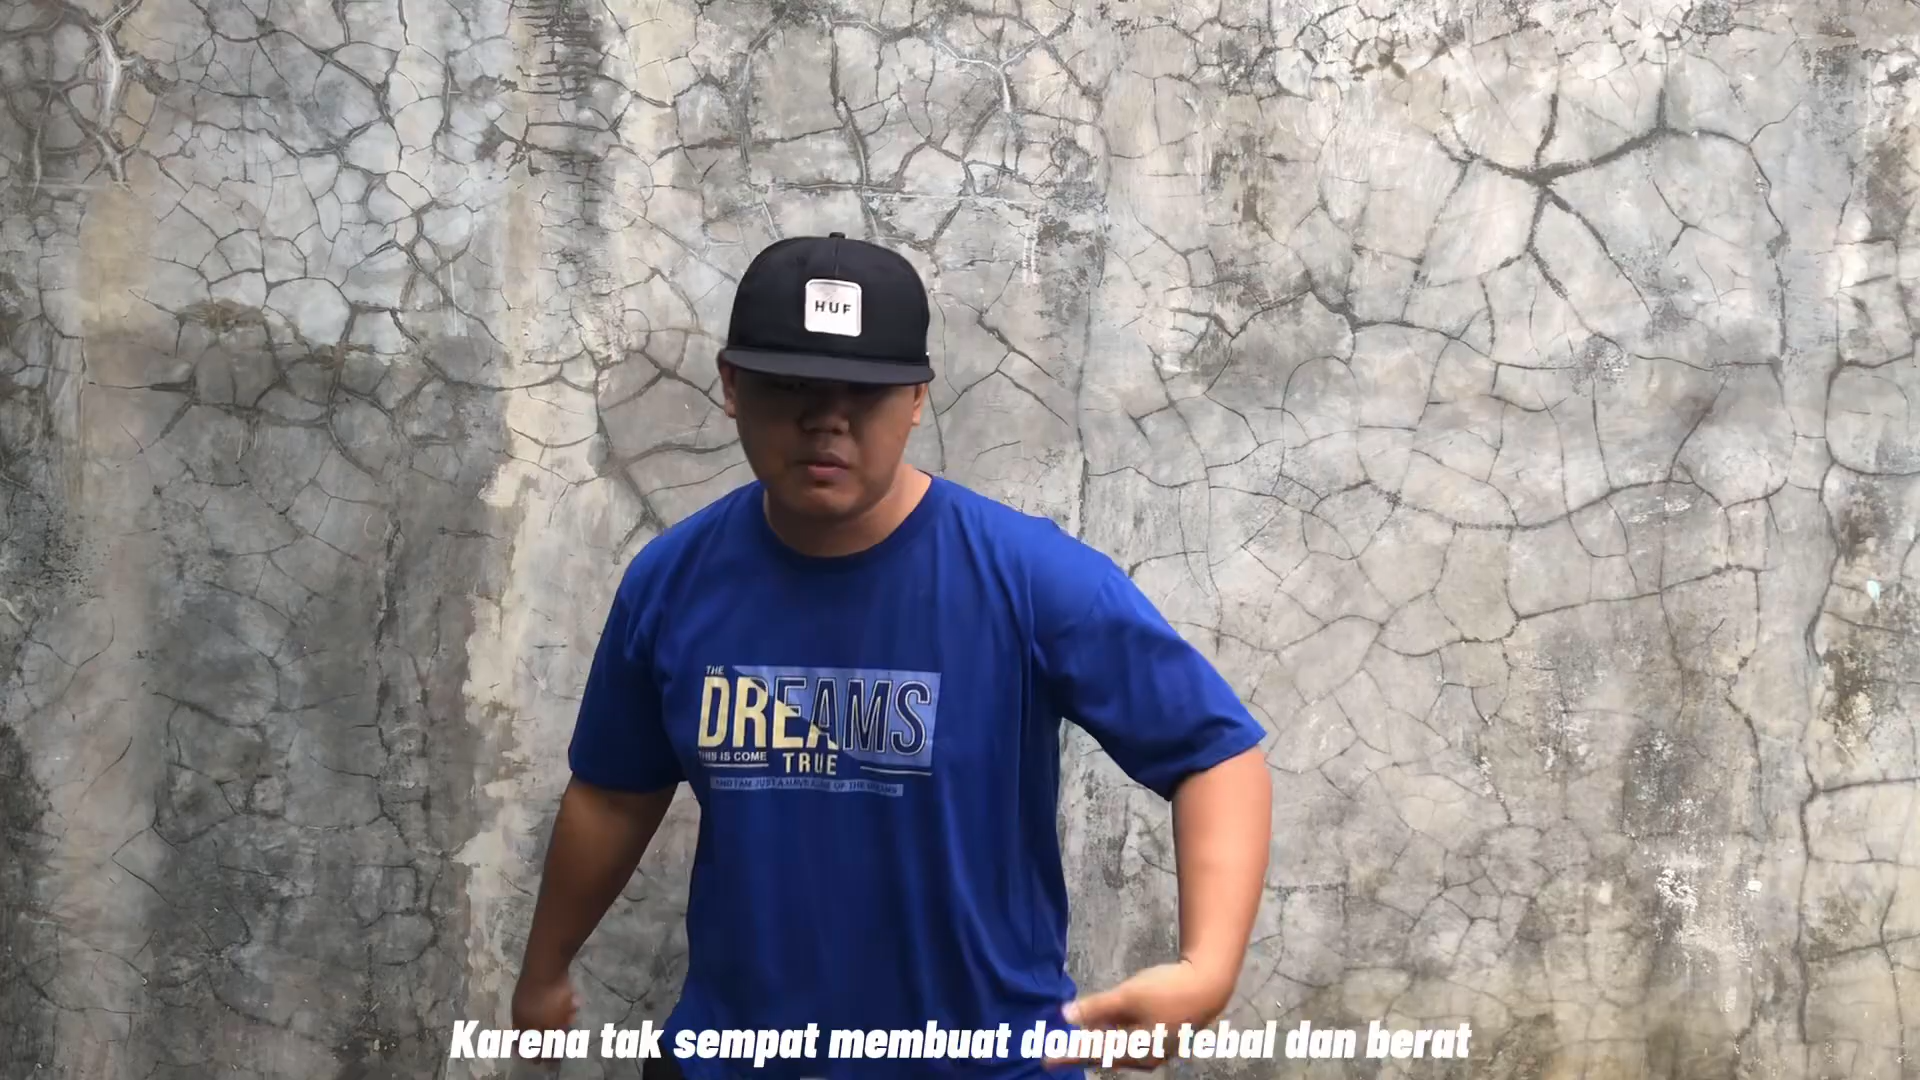 HUF
THE
DREAMS
THIS IS COME
TRUE
Karena tak sempat membuat dompet tebal dan berat